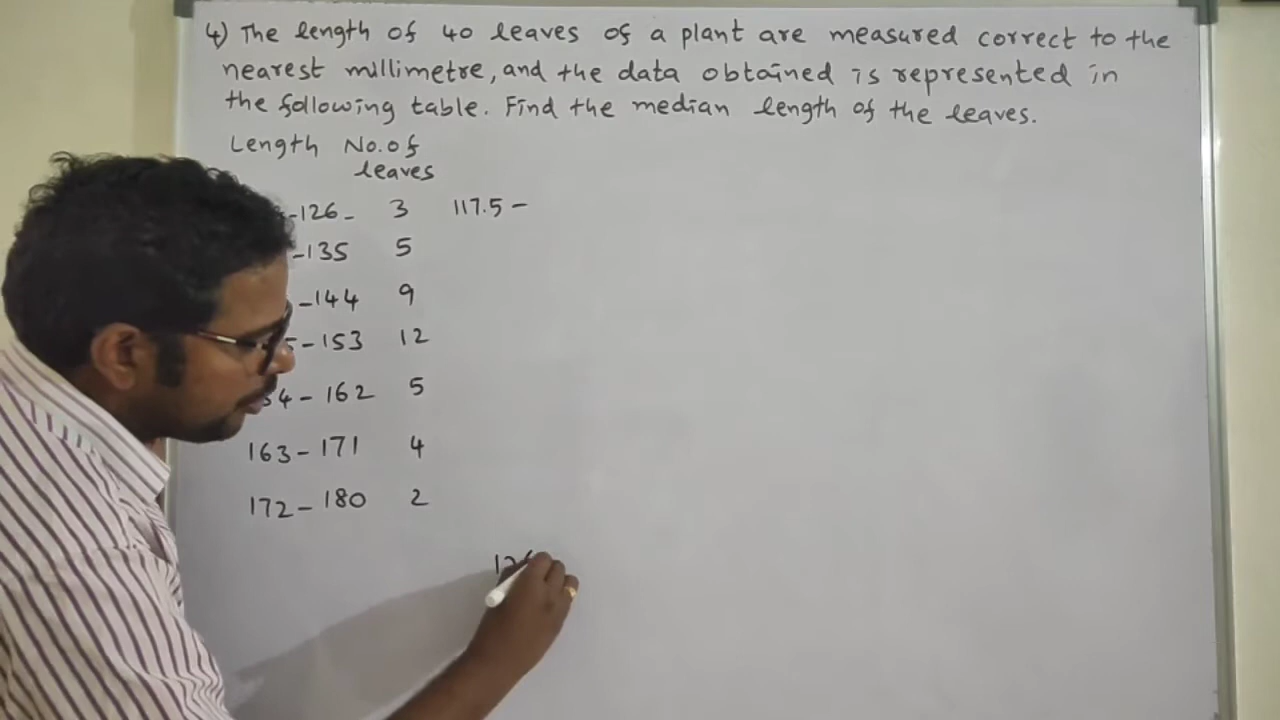 4) The length of 40 leaves of a plant are measured correct to the
nearest millimetre, and the data obtained is represented in
the following table. Find the median length of the leaves.
Length No. of
leaves
-126- 3 117.5 -
-135 5
-144 9
-153 12
4 - 162 5
163 - 171 4
172 - 180 2